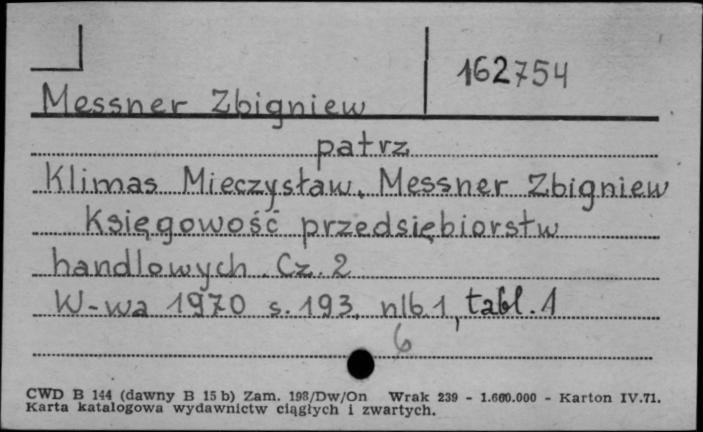 162754
Messner Zbigniew
patrz
Klimas Mieczysław, Messner Zbigniew
Księgowość przedsiębiorstw
handlowych. Cz. 2
W-wa 1970 s. 193, nlb. 1, tabl. 1
6
CWD B 144 (dawny B 15 b) Zam. 198/Dw/On Wrak 239 - 1.600.000 - Karton IV.71.
Karta katalogowa wydawnictw ciągłych i zwartych.